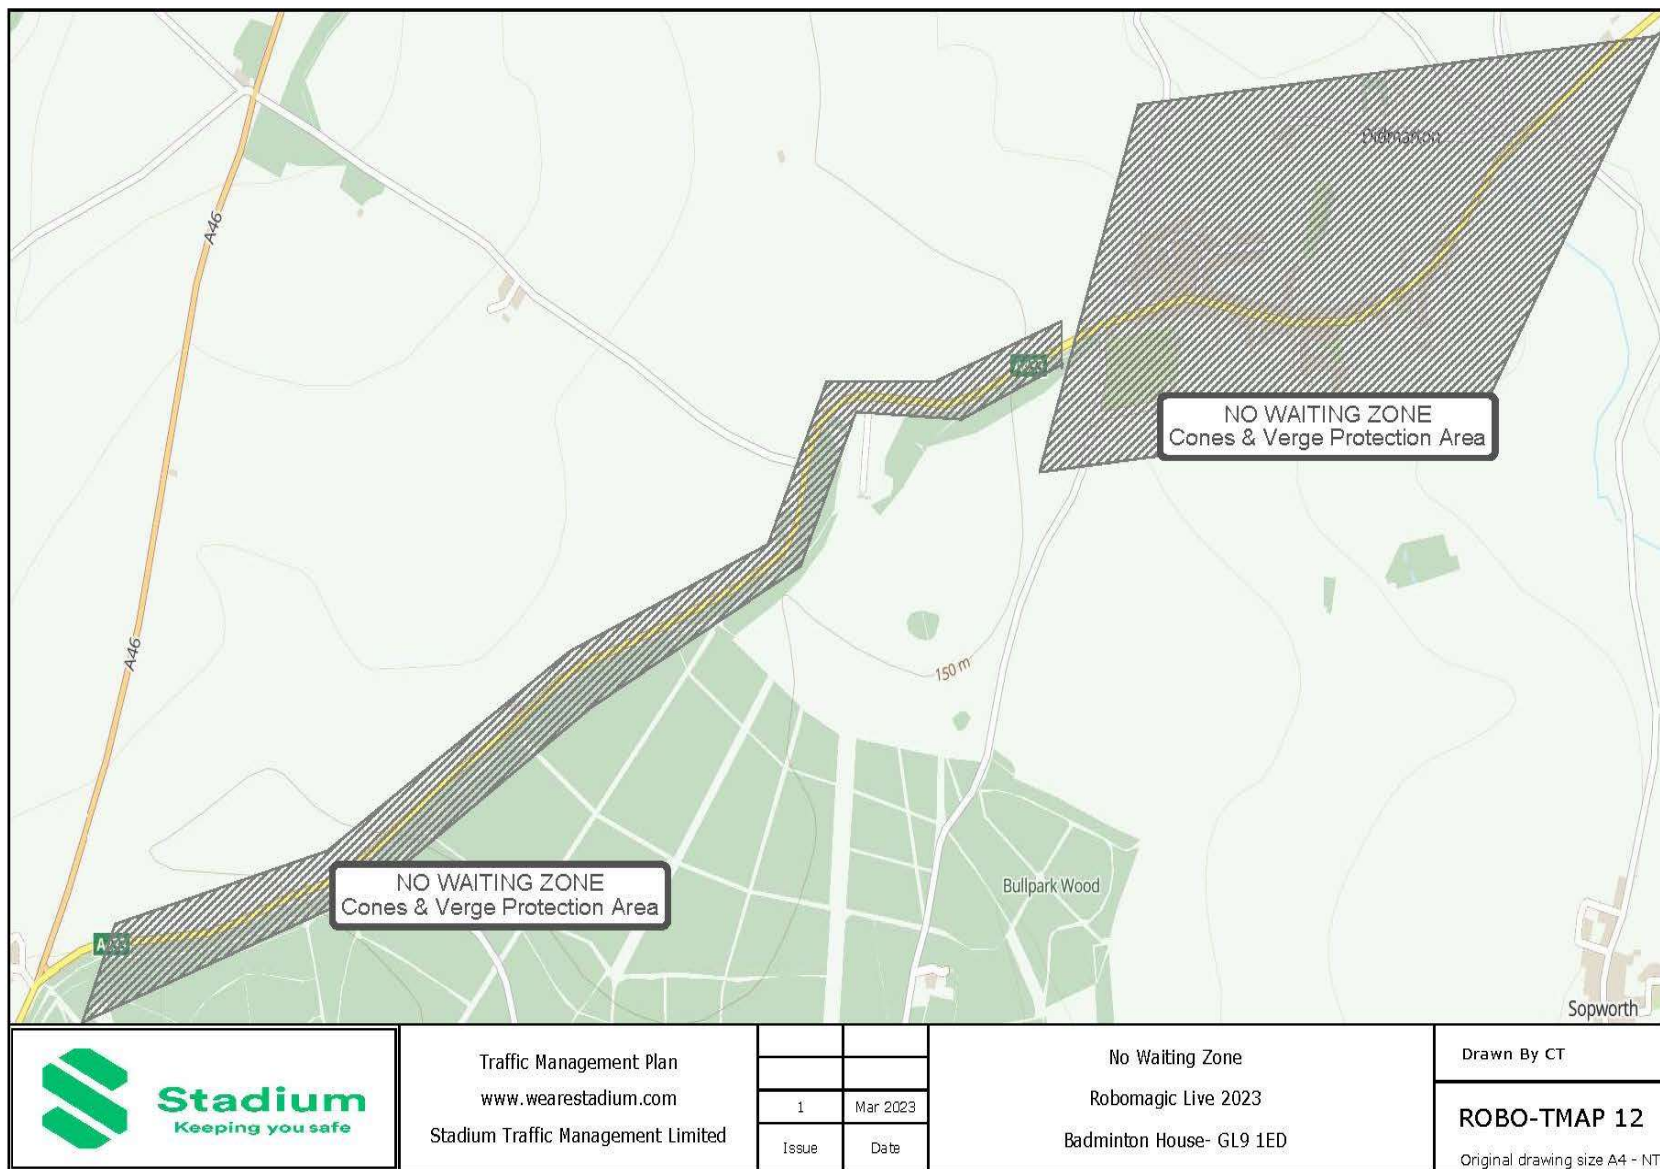 A46
Didmarton
A46
NO WAITING ZONE
Cones & Verge Protection Area
150 m
Bullpark Wood
NO WAITING ZONE
Cones & Verge Protection Area
Sopworth
Stadium
Keeping you safe
Traffic Management Plan
www.wearestadium.com
Stadium Traffic Management Limited
1
Mar 2023
Issue
Date
No Waiting Zone
Robomagic Live 2023
Badminton House- GL9 1ED
Drawn By CT
ROBO-TMAP 12
Original drawing size A4 - NT